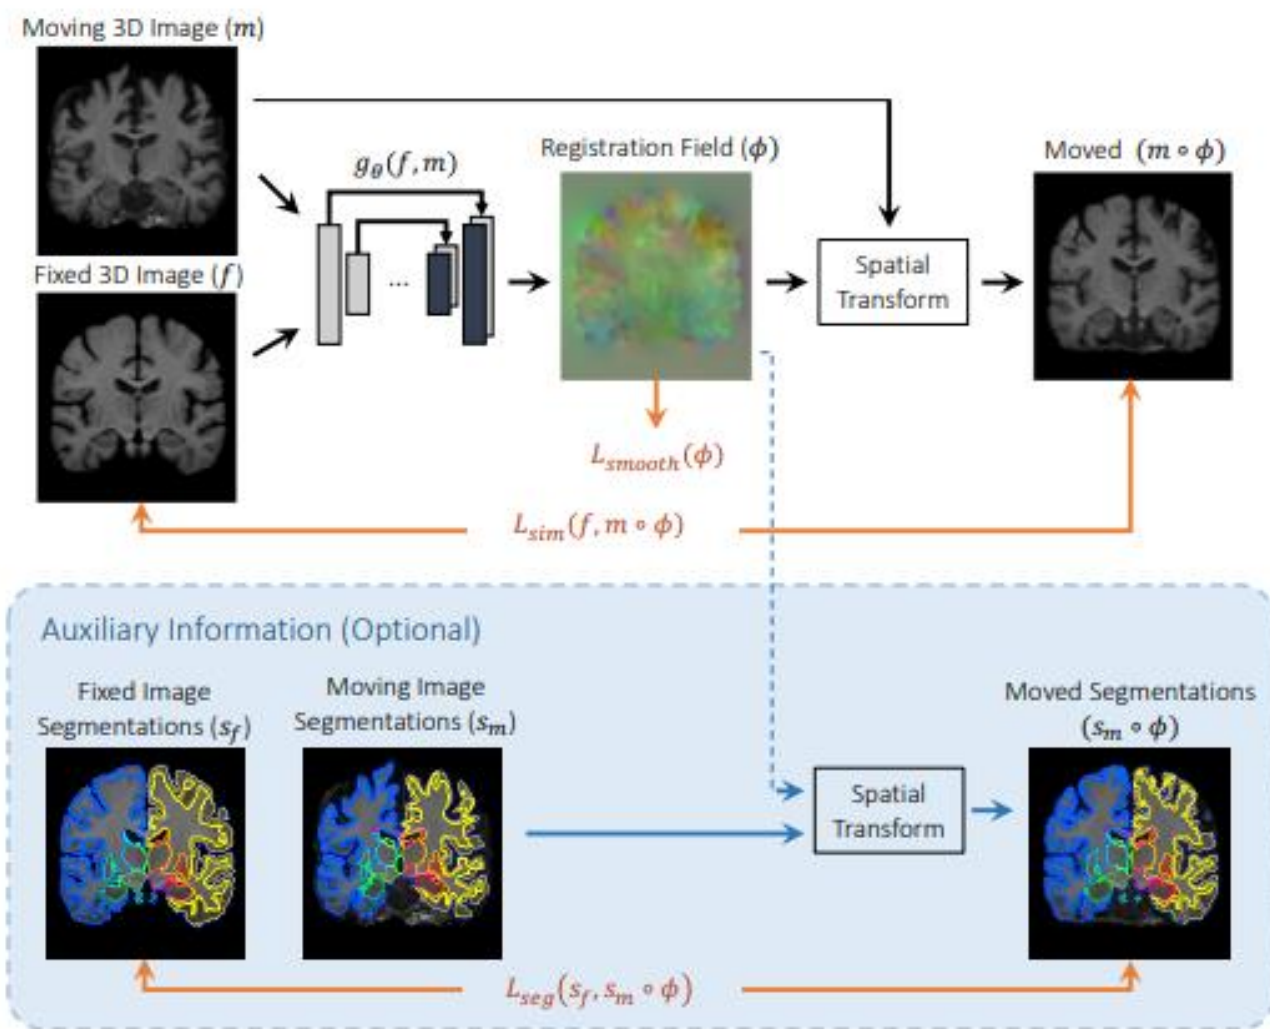 Moving 3D Image (m)
g_θ(f, m)
Registration Field (ϕ)
Moved (m ∘ ϕ)
Fixed 3D Image (f)
...
Spatial
Transform
L_smooth(ϕ)
L_sim(f, m ∘ ϕ)
Auxiliary Information (Optional)
Fixed Image
Segmentations (s_f)
Moving Image
Segmentations (s_m)
Moved Segmentations
(s_m ∘ ϕ)
Spatial
Transform
L_seg(s_f, s_m ∘ ϕ)